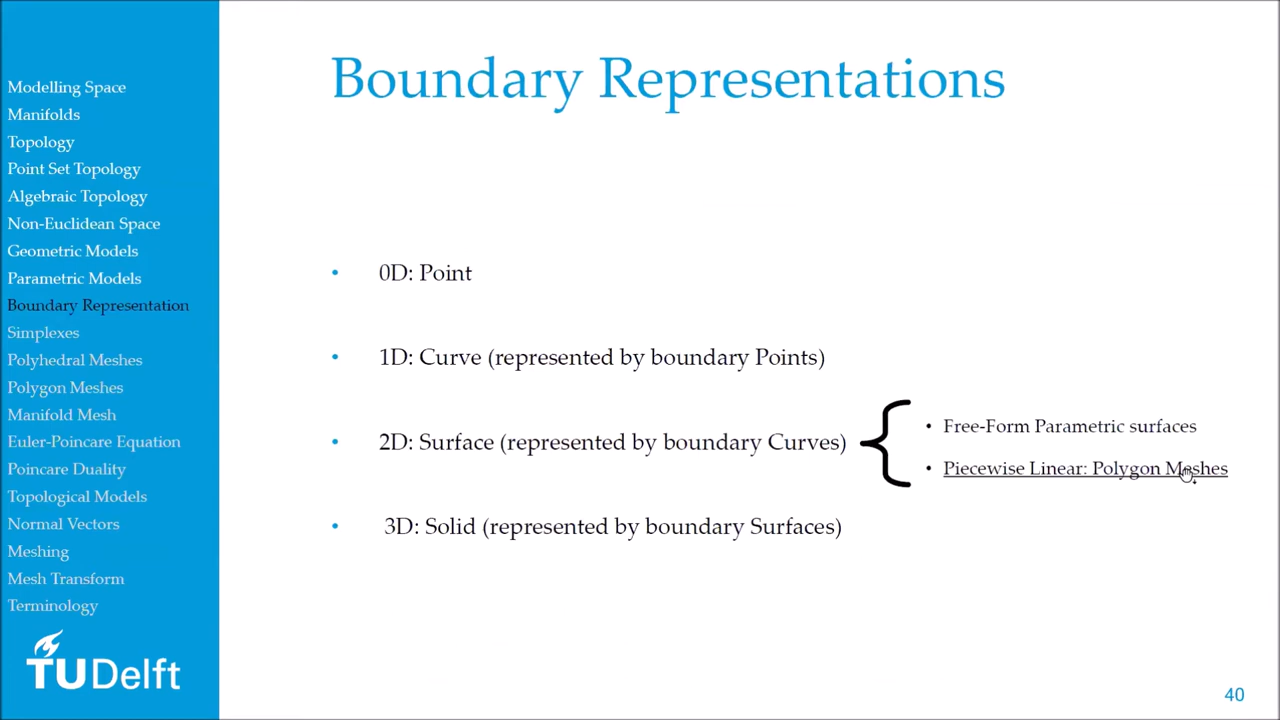 Boundary Representations
Modelling Space
Manifolds
Topology
Point Set Topology
Algebraic Topology
Non-Euclidean Space
Geometric Models
Parametric Models
Boundary Representation
Simplexes
Polyhedral Meshes
Polygon Meshes
Manifold Mesh
Euler-Poincare Equation
Poincare Duality
Topological Models
Normal Vectors
Meshing
Mesh Transform
Terminology
TUDelft
• 0D: Point
• 1D: Curve (represented by boundary Points)
• 2D: Surface (represented by boundary Curves)
• Free-Form Parametric surfaces
• Piecewise Linear: Polygon Meshes
• 3D: Solid (represented by boundary Surfaces)
40